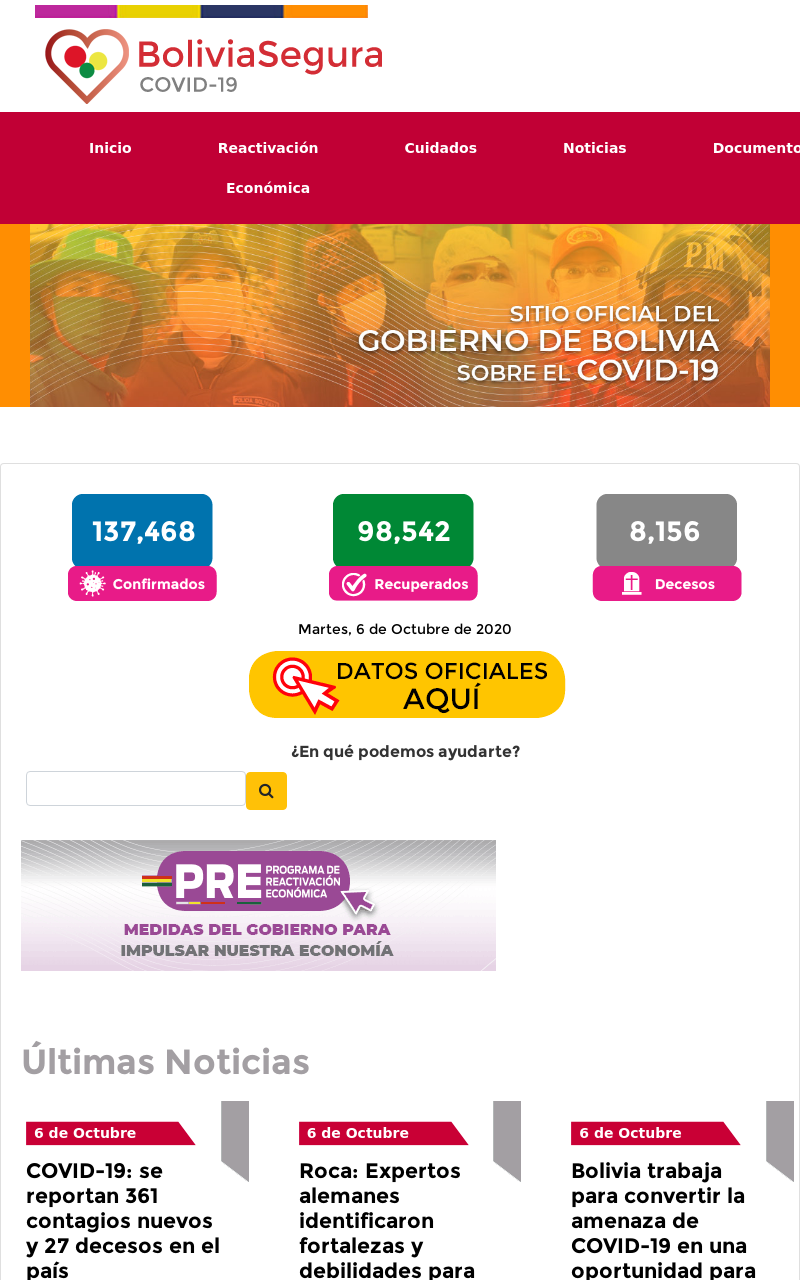 BoliviaSegura
COVID-19
Inicio
Reactivación
Económica
Cuidados
Noticias
Documento
PM
SITIO OFICIAL DEL
GOBIERNO DE BOLIVIA
SOBRE EL COVID-19
137,468
Confirmados
98,542
Recuperados
8,156
Decesos
Martes, 6 de Octubre de 2020
DATOS OFICIALES
AQUÍ
¿En qué podemos ayudarte?
PRE
PROGRAMA DE
REACTIVACIÓN
ECONÓMICA
MEDIDAS DEL GOBIERNO PARA
IMPULSAR NUESTRA ECONOMÍA
Últimas Noticias
6 de Octubre
COVID-19: se
reportan 361
contagios nuevos
y 27 decesos en el
país
6 de Octubre
Roca: Expertos
alemanes
identificaron
fortalezas y
debilidades para
6 de Octubre
Bolivia trabaja
para convertir la
amenaza de
COVID-19 en una
oportunidad para